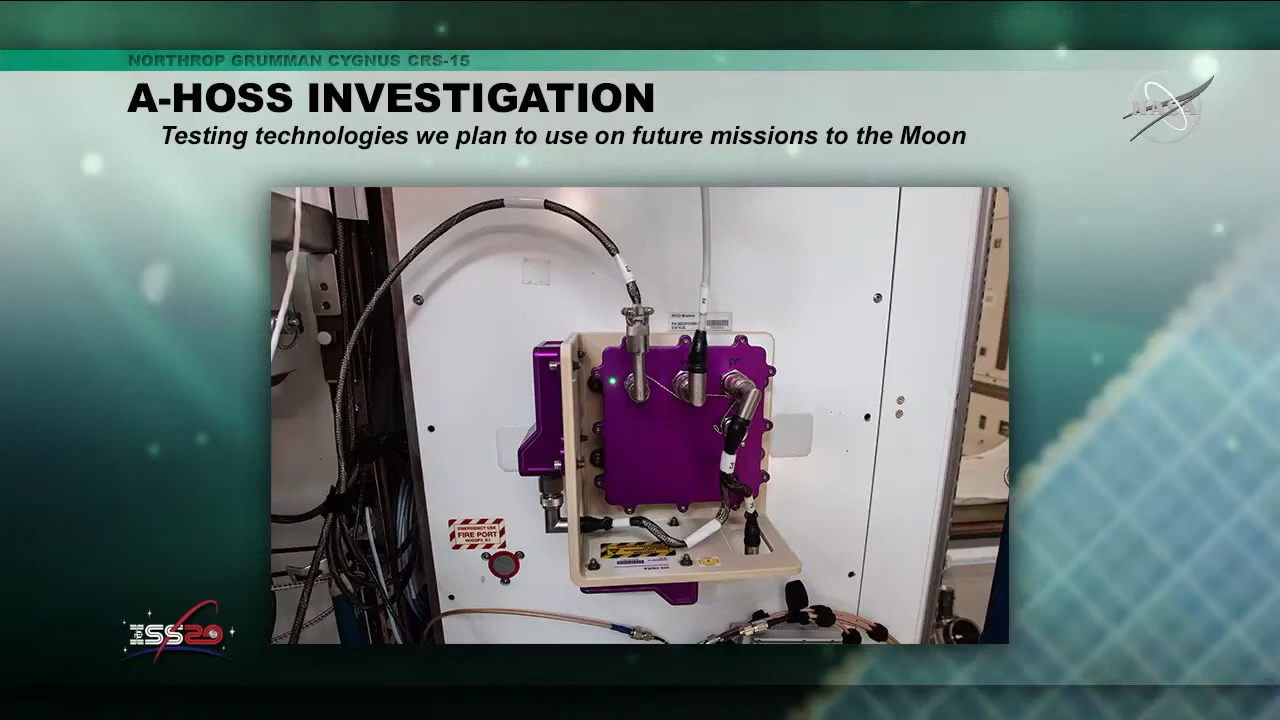 NORTHROP GRUMMAN CYGNUS CRS-15
A-HOSS INVESTIGATION
Testing technologies we plan to use on future missions to the Moon
NASA
EMERGENCY USE
FIRE PORT
ISS20